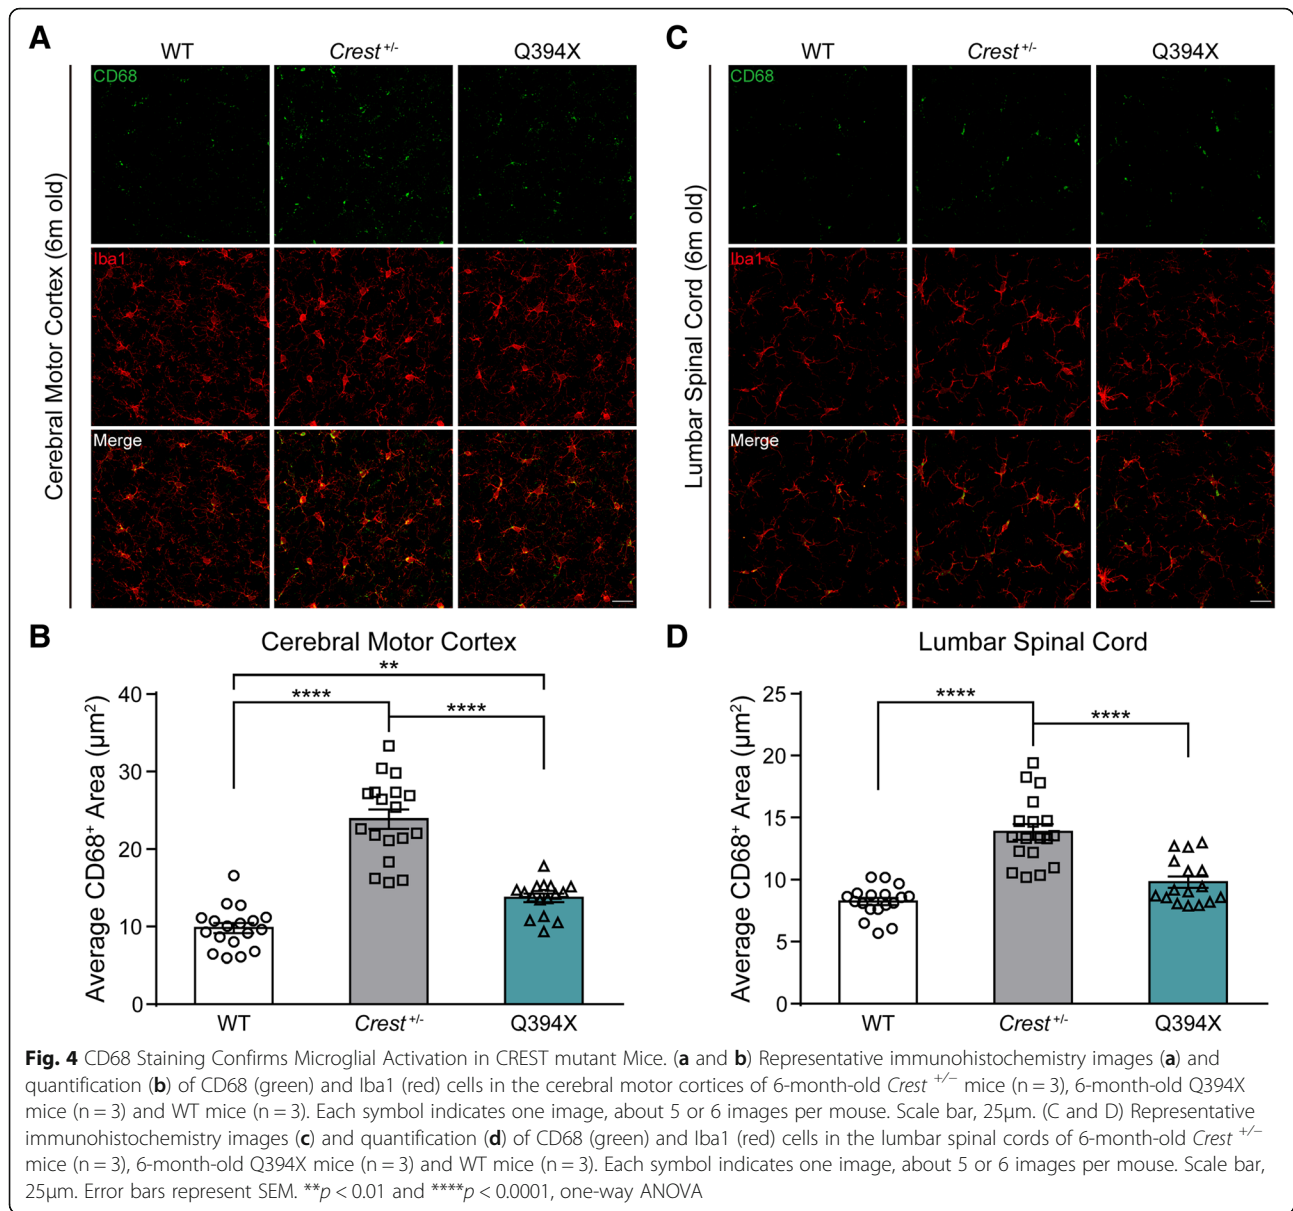 A
WT
Crest +/-
Q394X
CD68
Iba1
Merge
Cerebral Motor Cortex (6m old)
C
WT
Crest +/-
Q394X
CD68
Iba1
Merge
Lumbar Spinal Cord (6m old)
B
Cerebral Motor Cortex
**
****
****
Average CD68+ Area (µm²)
40
30
20
10
0
WT
Crest +/-
Q394X
D
Lumbar Spinal Cord
****
****
Average CD68+ Area (µm²)
25
20
15
10
5
0
WT
Crest +/-
Q394X
Fig. 4 CD68 Staining Confirms Microglial Activation in CREST mutant Mice. (a and b) Representative immunohistochemistry images (a) and
quantification (b) of CD68 (green) and Iba1 (red) cells in the cerebral motor cortices of 6-month-old Crest +/− mice (n = 3), 6-month-old Q394X
mice (n = 3) and WT mice (n = 3). Each symbol indicates one image, about 5 or 6 images per mouse. Scale bar, 25µm. (C and D) Representative
immunohistochemistry images (c) and quantification (d) of CD68 (green) and Iba1 (red) cells in the lumbar spinal cords of 6-month-old Crest +/−
mice (n = 3), 6-month-old Q394X mice (n = 3) and WT mice (n = 3). Each symbol indicates one image, about 5 or 6 images per mouse. Scale bar,
25µm. Error bars represent SEM. **p < 0.01 and ****p < 0.0001, one-way ANOVA